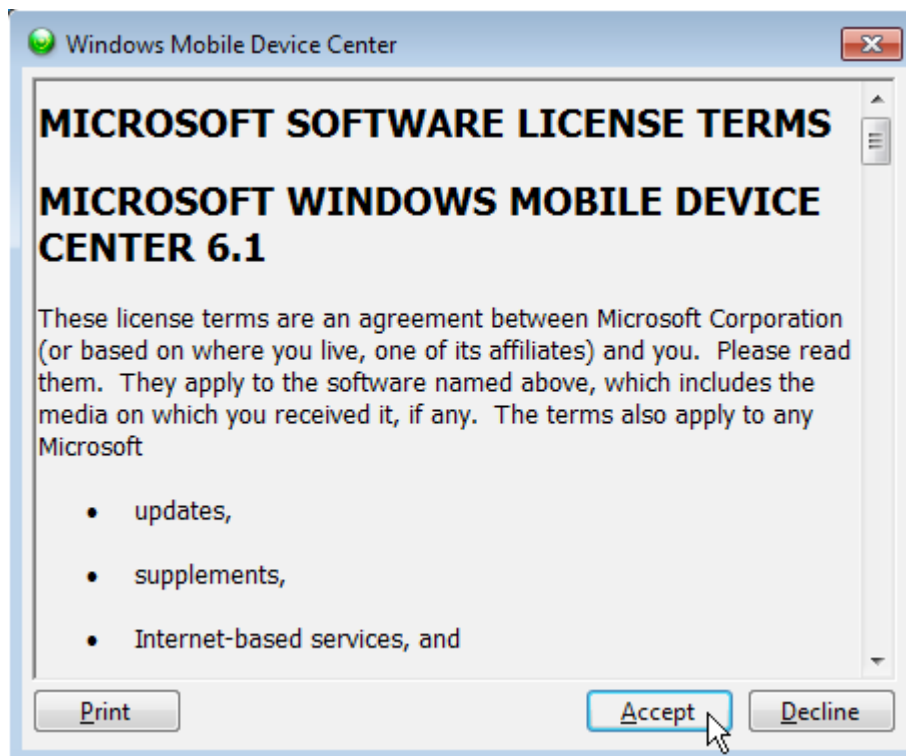 Windows Mobile Device Center
MICROSOFT SOFTWARE LICENSE TERMS
MICROSOFT WINDOWS MOBILE DEVICE
CENTER 6.1
These license terms are an agreement between Microsoft Corporation
(or based on where you live, one of its affiliates) and you.  Please read
them.  They apply to the software named above, which includes the
media on which you received it, if any.  The terms also apply to any
Microsoft
• updates,
• supplements,
• Internet-based services, and
Print Accept Decline